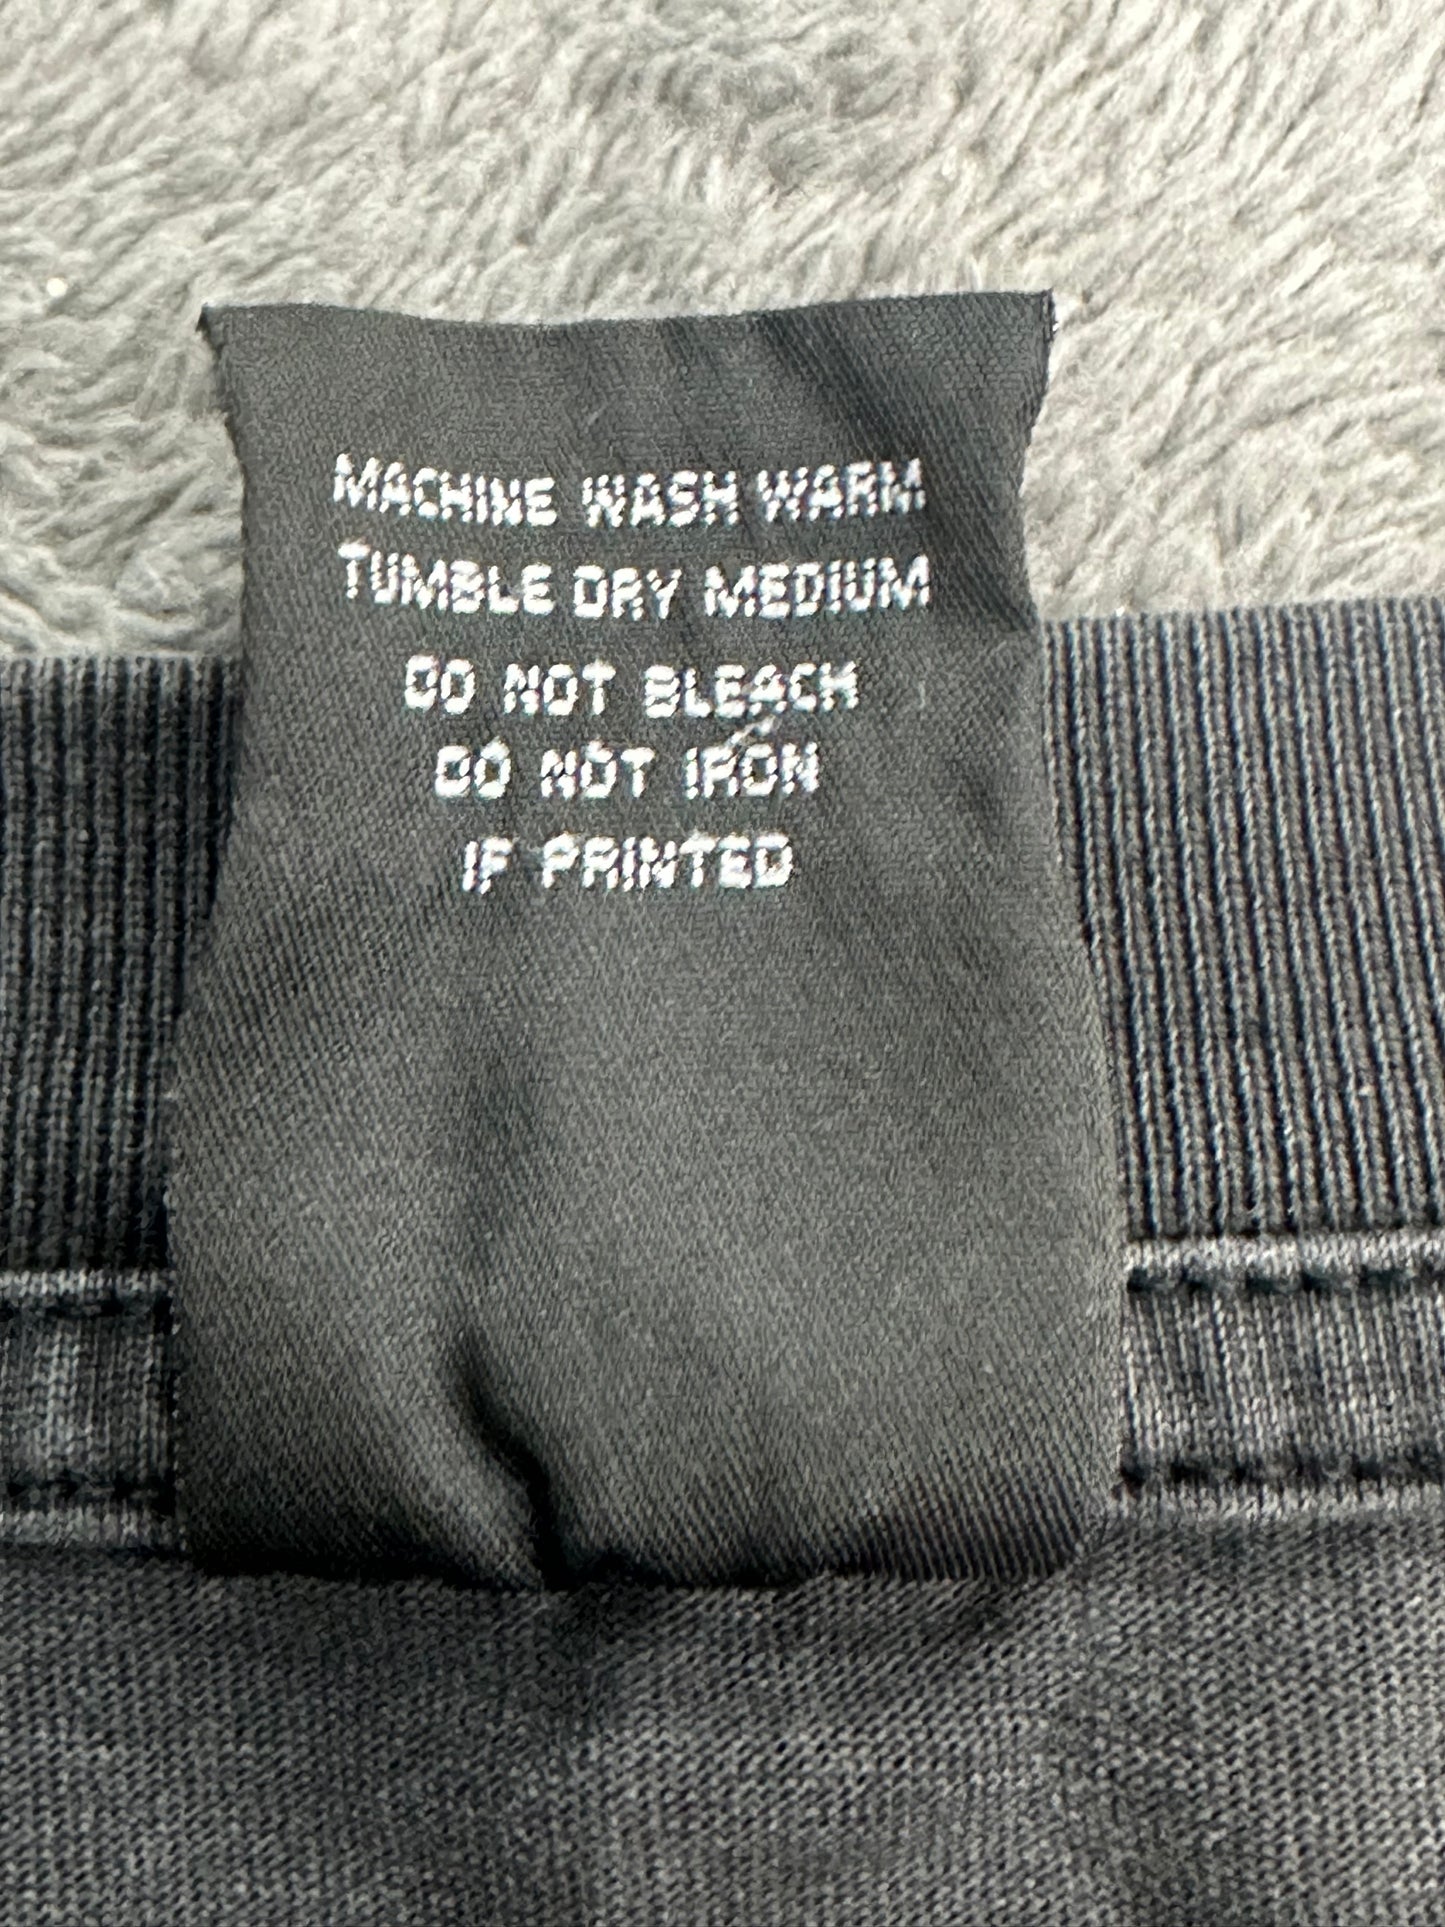 MACHINE WASH WARM
TUMBLE DRY MEDIUM
DO NOT BLEACH
DO NOT IRON
IF PRINTED